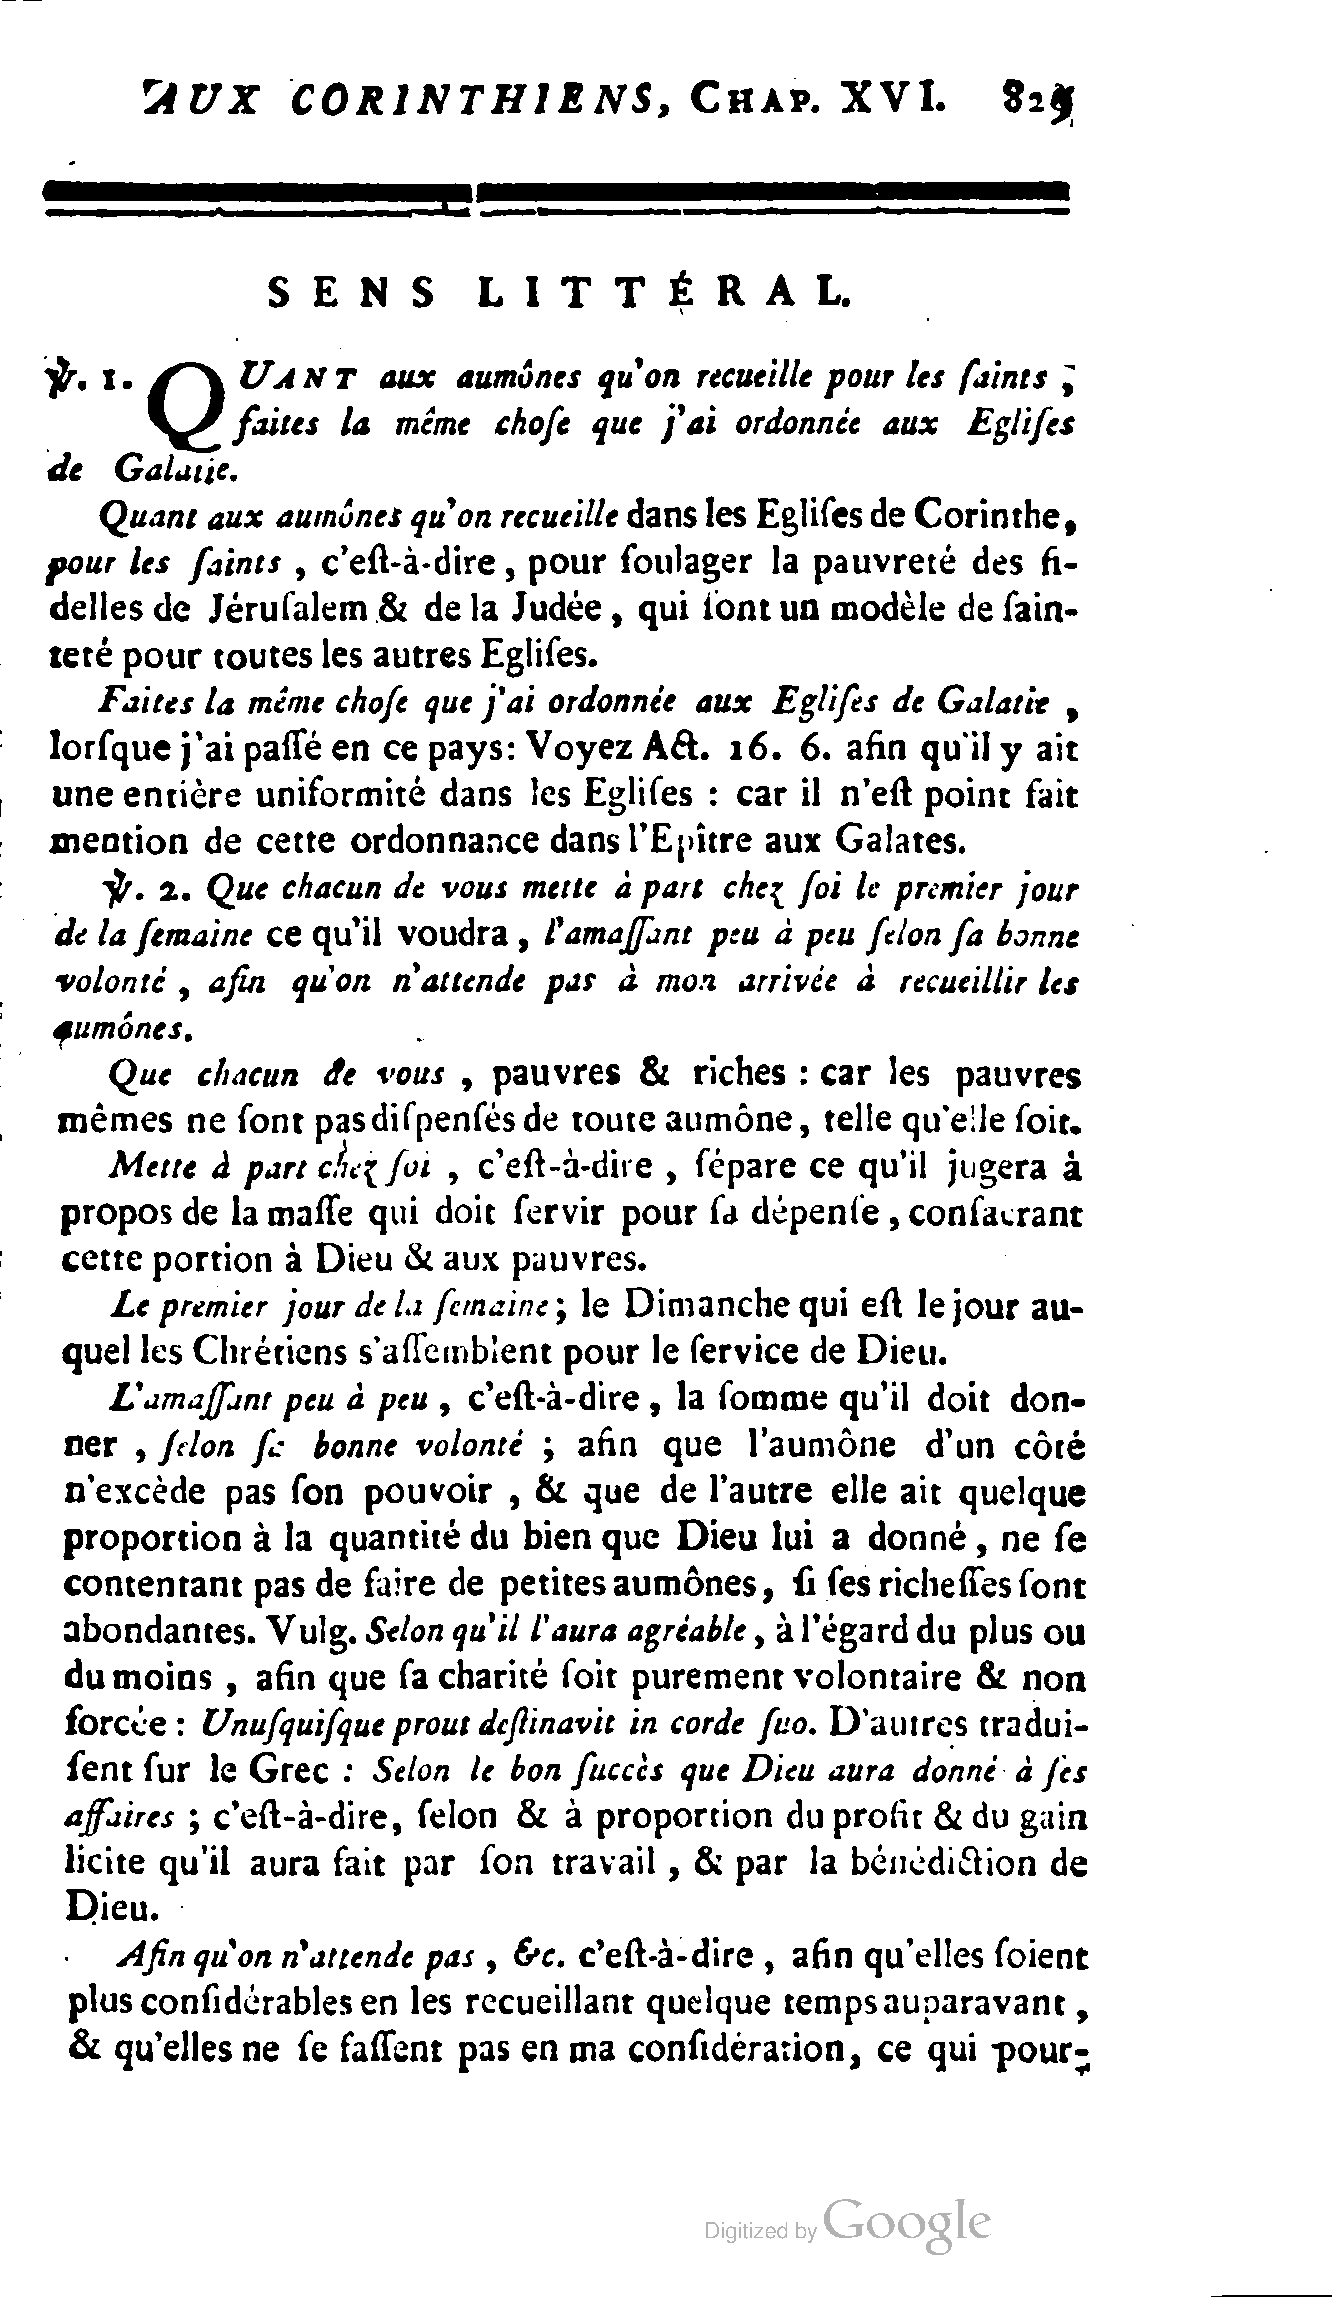 AUX CORINTHIENS, CHAP. XVI. 825
SENS LITTÉRAL.
℣. 1. QUANT aux aumônes qu'on recueille pour les ſaints ;
faites la même choſe que j'ai ordonnée aux Egliſes
de Galatie.
Quant aux aumônes qu'on recueille dans les Egliſes de Corinthe,
pour les ſaints , c'eſt-à-dire , pour ſoulager la pauvreté des fi-
delles de Jéruſalem & de la Judée , qui ſont un modèle de ſain-
teté pour toutes les autres Egliſes.
Faites la même choſe que j'ai ordonnée aux Egliſes de Galatie ,
lorſque j'ai paſſé en ce pays: Voyez Act. 16. 6. afin qu'il y ait
une entière uniformité dans les Egliſes : car il n'eſt point fait
mention de cette ordonnance dans l'Epître aux Galates.
℣. 2. Que chacun de vous mette à part chez ſoi le premier jour
de la ſemaine ce qu'il voudra , l'amaſſant peu à peu ſelon ſa bonne
volonté , afin qu'on n'attende pas à mon arrivée à recueillir les
aumônes.
Que chacun de vous , pauvres & riches : car les pauvres
mêmes ne ſont pas diſpenſés de toute aumône, telle qu'elle ſoit.
Mette à part chez ſoi , c'eſt-à-dire , ſépare ce qu'il jugera à
propos de la maſſe qui doit ſervir pour ſa dépenſe , conſacrant
cette portion à Dieu & aux pauvres.
Le premier jour de la ſemaine ; le Dimanche qui eſt le jour au-
quel les Chrétiens s'aſſemblent pour le ſervice de Dieu.
L'amaſſant peu à peu , c'eſt-à-dire , la ſomme qu'il doit don-
ner , ſelon ſa bonne volonté ; afin que l'aumône d'un côté
n'excède pas ſon pouvoir , & que de l'autre elle ait quelque
proportion à la quantité du bien que Dieu lui a donné , ne ſe
contentant pas de faire de petites aumônes, ſi ſes richeſſes ſont
abondantes. Vulg. Selon qu'il l'aura agréable , à l'égard du plus ou
du moins , afin que ſa charité ſoit purement volontaire & non
forcée : Unuſquiſque prout deſtinavit in corde ſuo. D'autres tradui-
ſent ſur le Grec : Selon le bon ſuccès que Dieu aura donné à ſes
affaires ; c'eſt-à-dire, ſelon & à proportion du profit & du gain
licite qu'il aura fait par ſon travail , & par la bénédiction de
Dieu.
Afin qu'on n'attende pas , &c. c'eſt-à-dire , afin qu'elles ſoient
plus conſidérables en les recueillant quelque temps auparavant ,
& qu'elles ne ſe faſſent pas en ma conſidération, ce qui pour-
Digitized by Google